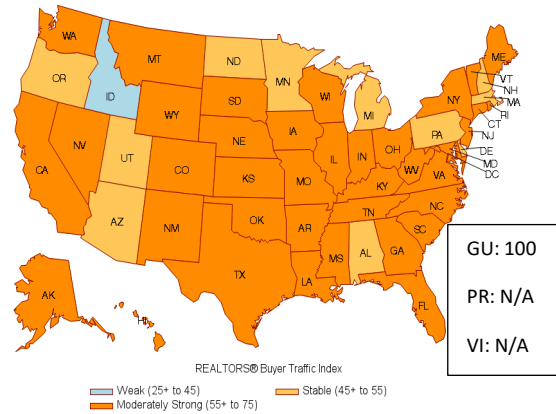 WA
MT
ND
MN
ME
VT
NH
MA
RI
CT
NJ
DE
MD
DC
OR
ID
SD
WI
MI
NY
WY
IA
NE
PA
NV
UT
CO
IL
IN
OH
WV
VA
CA
KS
MO
KY
NC
AZ
NM
OK
AR
TN
SC
MS
AL
GA
TX
LA
FL
AK
HI
GU: 100
PR: N/A
VI: N/A
REALTORS® Buyer Traffic Index
Weak (25+ to 45)
Stable (45+ to 55)
Moderately Strong (55+ to 75)